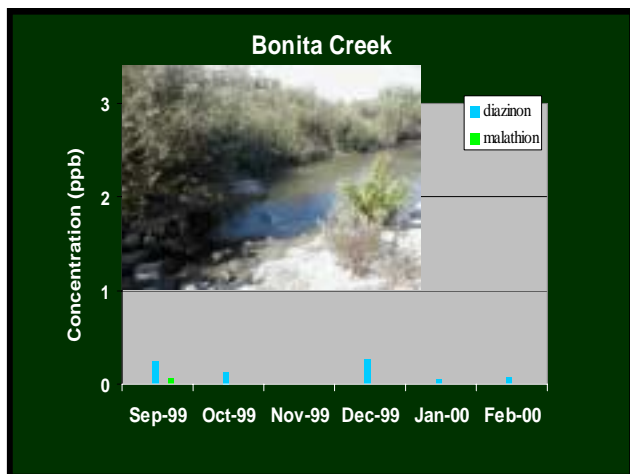 Bonita Creek
Concentration (ppb)
3
2
1
0
diazinon
malathion
Sep-99 Oct-99 Nov-99 Dec-99 Jan-00 Feb-00